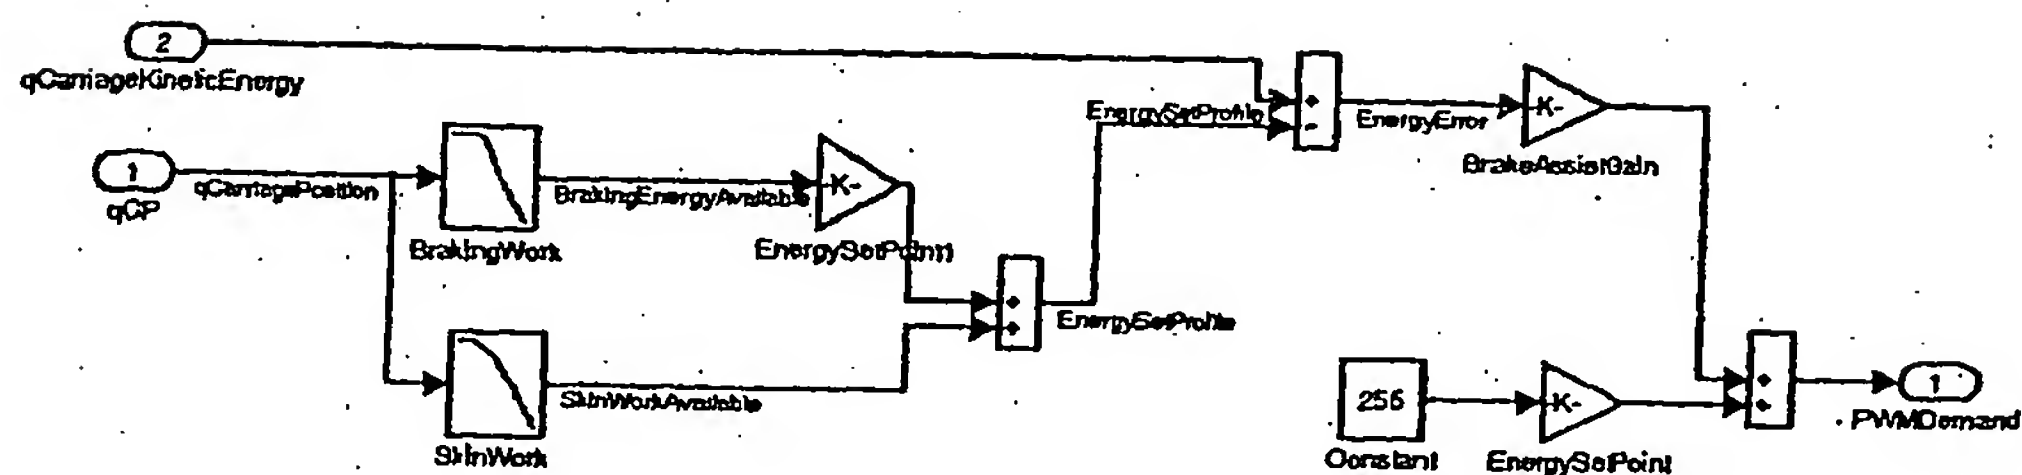 2
qCarriageKineticEnergy
EnergySetProfile
+
-
EnergyError
-K-
BrakeAssistGain
1
qCP
qCarriagePosition
BrakingWork
BrakingEnergyAvailable
-K-
EnergySetPoint1
+
+
EnergySetProfile
SkinWork
SkinWorkAvailable
256
Constant
-K-
EnergySetPoint
+
+
1
PWMDemand